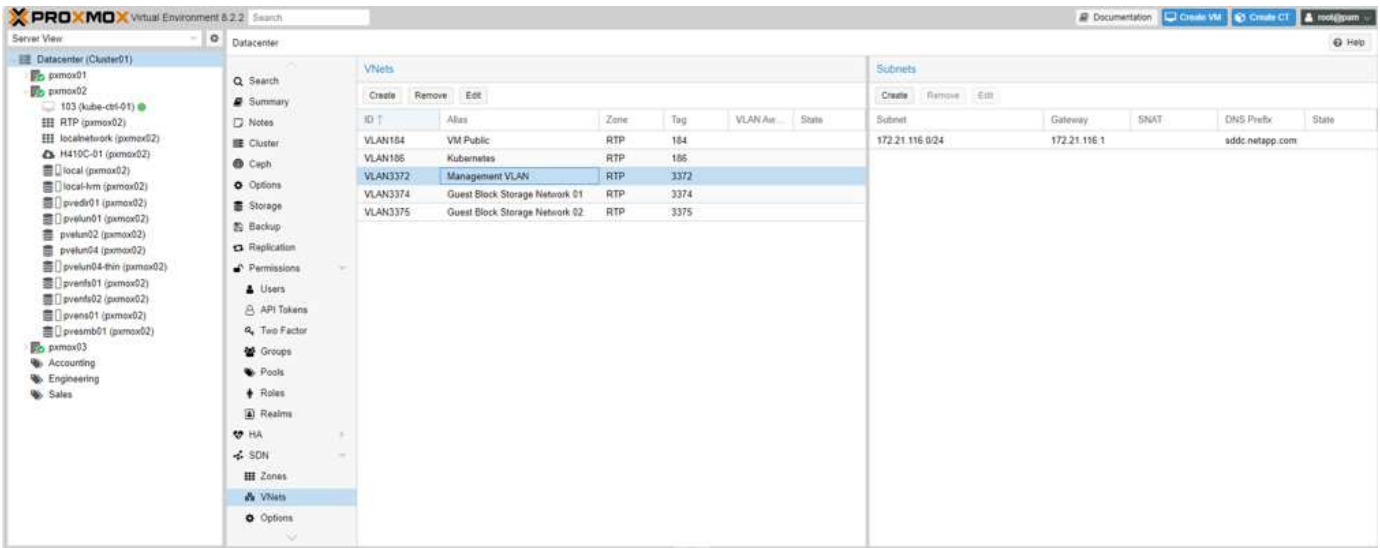 PROXMOX Virtual Environment 8.2.2 Search
Documentation Create VM Create CT root@pam
Server View
Datacenter (Cluster01)
pxmox01
pxmox02
103 (kube-ctrl-01)
RTP (pxmox02)
localnetwork (pxmox02)
H410C-01 (pxmox02)
local (pxmox02)
local-lvm (pxmox02)
pvedir01 (pxmox02)
pvelun01 (pxmox02)
pvelun02 (pxmox02)
pvelun04 (pxmox02)
pvelun04-thin (pxmox02)
pvenfs01 (pxmox02)
pvenfs02 (pxmox02)
pvens01 (pxmox02)
pvesmb01 (pxmox02)
pxmox03
Accounting
Engineering
Sales
Datacenter
Help
Search
Summary
Notes
Cluster
Ceph
Options
Storage
Backup
Replication
Permissions
Users
API Tokens
Two Factor
Groups
Pools
Roles
Realms
HA
SDN
Zones
VNets
Options
VNets
Create Remove Edit
ID ↑ Alias Zone Tag VLAN Aw... State
VLAN184 VM Public RTP 184
VLAN186 Kubernetes RTP 186
VLAN3372 Management VLAN RTP 3372
VLAN3374 Guest Block Storage Network 01 RTP 3374
VLAN3375 Guest Block Storage Network 02 RTP 3375
Subnets
Create Remove Edit
Subnet Gateway SNAT DNS Prefix State
172.21.116.0/24 172.21.116.1 sddc.netapp.com